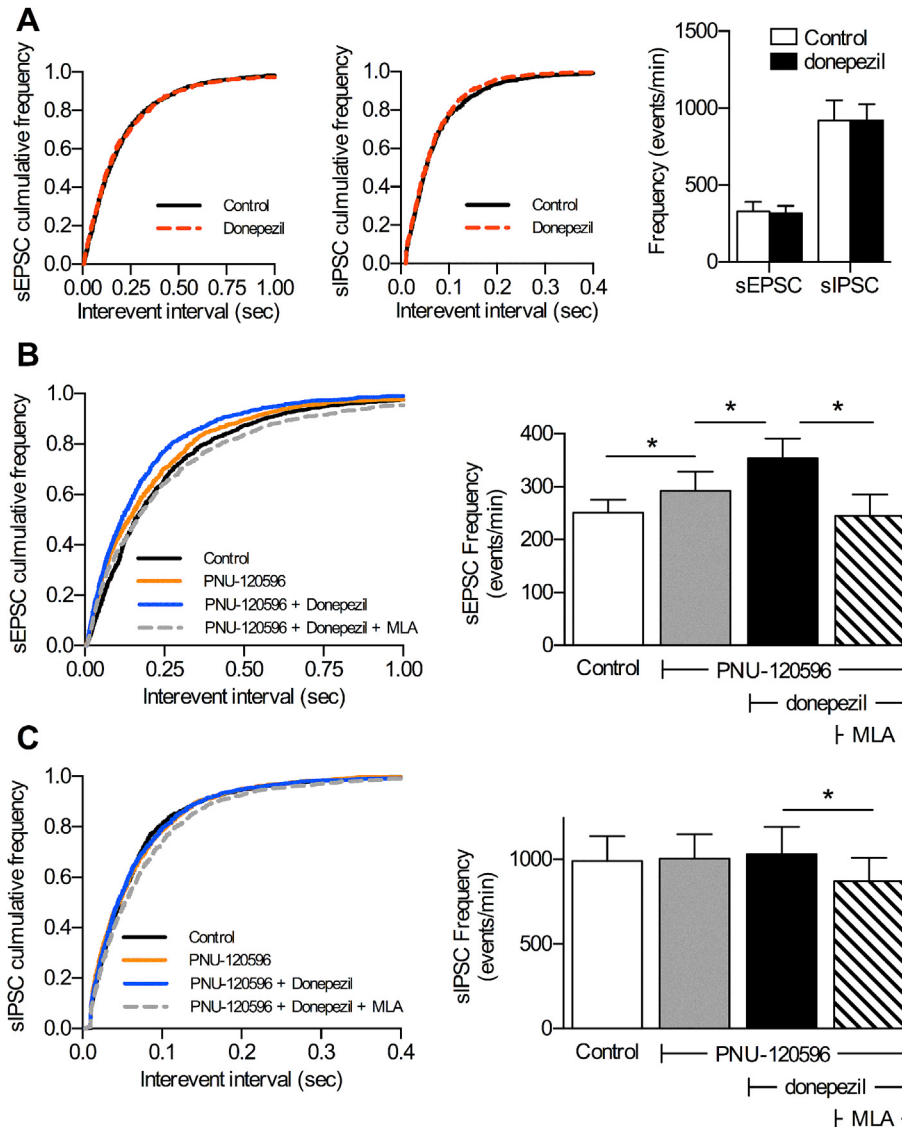 A
sEPSC culmulative frequency
1.0
0.8
0.6
0.4
0.2
0.0
Control
Donepezil
0.00 0.25 0.50 0.75 1.00
Interevent interval (sec)
sIPSC culmulative frequency
1.0
0.8
0.6
0.4
0.2
0.0
Control
Donepezil
0.0 0.1 0.2 0.3 0.4
Interevent interval (sec)
Frequency (events/min)
1500
1000
500
0
Control
donepezil
sEPSC sIPSC
B
sEPSC culmulative frequency
1.0
0.8
0.6
0.4
0.2
0.0
Control
PNU-120596
PNU-120596 + Donepezil
PNU-120596 + Donepezil + MLA
0.00 0.25 0.50 0.75 1.00
Interevent interval (sec)
sEPSC Frequency
(events/min)
400
300
200
100
0
* * *
Control PNU-120596
donepezil
MLA
C
sIPSC culmulative frequency
1.0
0.8
0.6
0.4
0.2
0.0
Control
PNU-120596
PNU-120596 + Donepezil
PNU-120596 + Donepezil + MLA
0.0 0.1 0.2 0.3 0.4
Interevent interval (sec)
sIPSC Frequency
(events/min)
1000
500
0
*
Control PNU-120596
donepezil
MLA